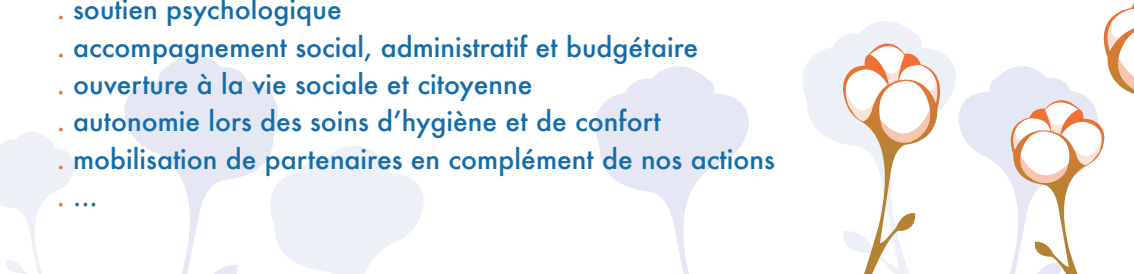 . soutien psychologique
. accompagnement social, administratif et budgétaire
. ouverture à la vie sociale et citoyenne
. autonomie lors des soins d’hygiène et de confort
. mobilisation de partenaires en complément de nos actions
. ...